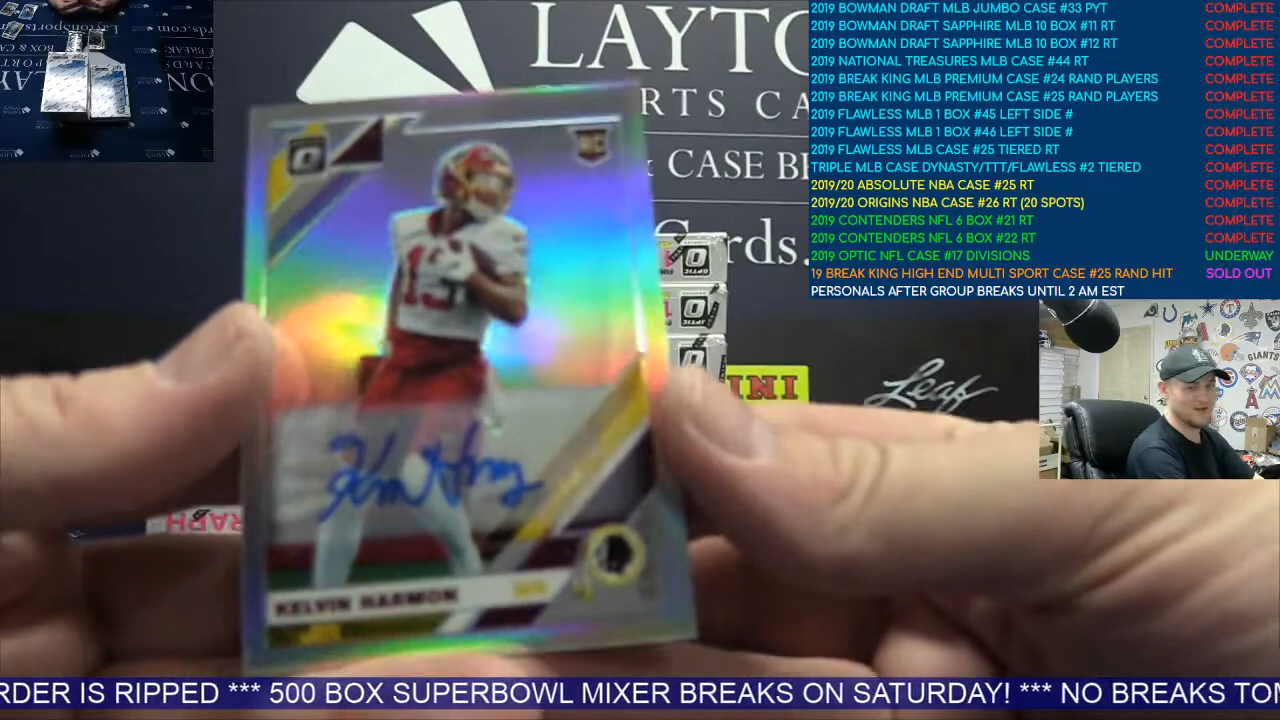 2019 BOWMAN DRAFT MLB JUMBO CASE #33 PYT COMPLETE
2019 BOWMAN DRAFT SAPPHIRE MLB 10 BOX #11 RT COMPLETE
2019 BOWMAN DRAFT SAPPHIRE MLB 10 BOX #12 RT COMPLETE
2019 NATIONAL TREASURES MLB CASE #44 RT COMPLETE
2019 BREAK KING MLB PREMIUM CASE #24 RAND PLAYERS COMPLETE
2019 BREAK KING MLB PREMIUM CASE #25 RAND PLAYERS COMPLETE
2019 FLAWLESS MLB 1 BOX #45 LEFT SIDE # COMPLETE
2019 FLAWLESS MLB 1 BOX #46 LEFT SIDE # COMPLETE
2019 FLAWLESS MLB CASE #25 TIERED RT COMPLETE
TRIPLE MLB CASE DYNASTY/TTT/FLAWLESS #2 TIERED COMPLETE
2019/20 ABSOLUTE NBA CASE #25 RT COMPLETE
2019/20 ORIGINS NBA CASE #26 RT (20 SPOTS) COMPLETE
2019 CONTENDERS NFL 6 BOX #21 RT COMPLETE
2019 CONTENDERS NFL 6 BOX #22 RT COMPLETE
2019 OPTIC NFL CASE #17 DIVISIONS UNDERWAY
19 BREAK KING HIGH END MULTI SPORT CASE #25 RAND HIT SOLD OUT
PERSONALS AFTER GROUP BREAKS UNTIL 2 AM EST
LAYTO
RTS CA
& CASE B
rds.
RC
13
INI
Leaf
GIANTS
KELVIN HARMON
RDER IS RIPPED *** 500 BOX SUPERBOWL MIXER BREAKS ON SATURDAY! *** NO BREAKS TOM